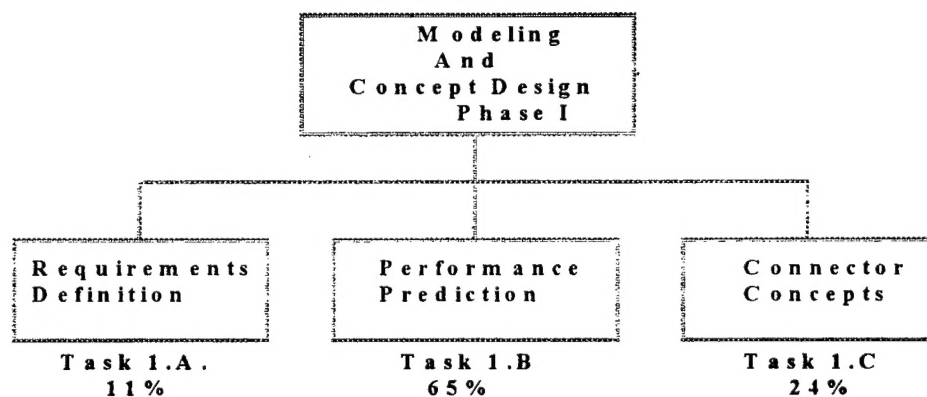 Modeling
And
Concept Design
Phase I
Requirements
Definition
Performance
Prediction
Connector
Concepts
Task 1.A.
11%
Task 1.B
65%
Task 1.C
24%